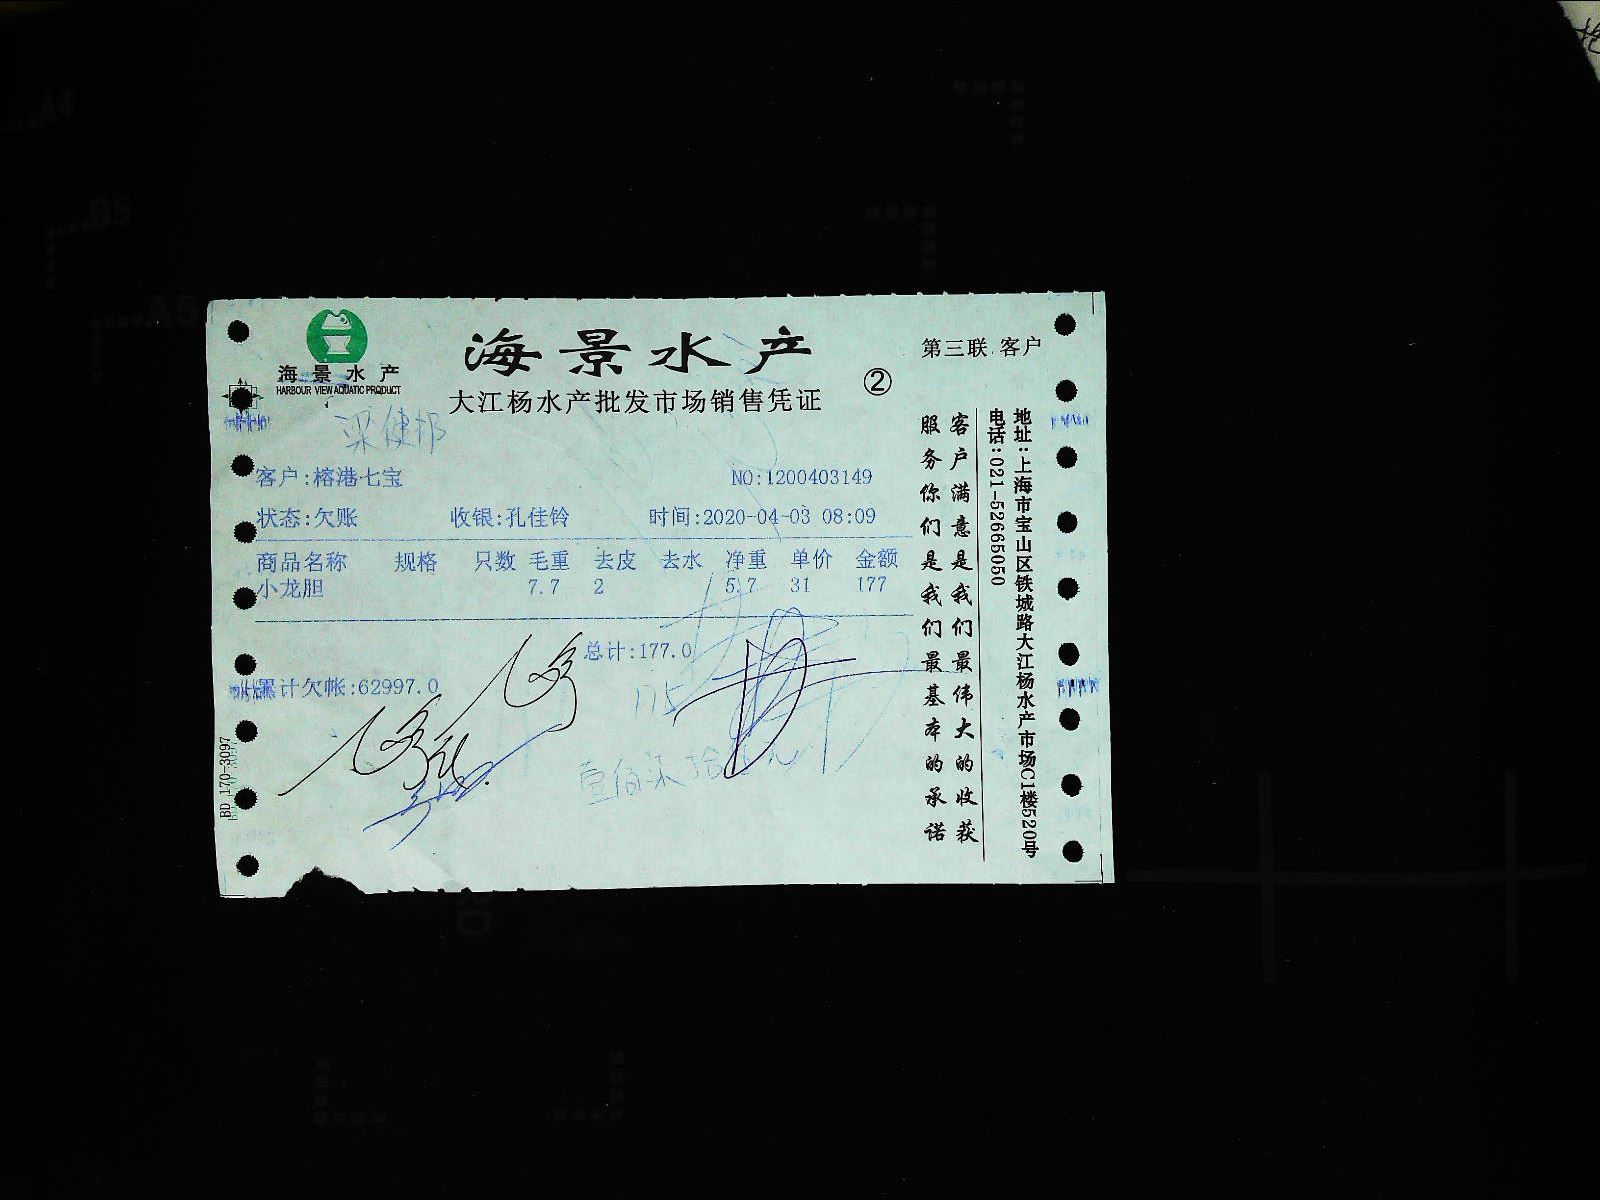 海景水产
HARBOUR VIEW AQUATIC PRODUCT
海景水产
大江杨水产批发市场销售凭证
②
第三联 客户
梁健邦
客户:榕港七宝 NO:1200403149
状态:欠账 收银:孔佳铃 时间:2020-04-03 08:09
商品名称 规格 只数 毛重 去皮 去水 净重 单价 金额
小龙胆 7.7 2 5.7 31 177
总计:177.0
累计欠帐:62997.0
175
壹佰柒拾
客户满意是我们最伟大的收获
服务你们是我们最基本的承诺
地址:上海市宝山区铁城路大江杨水产市场C1楼520号
电话:021-52665050
BD 170-3097
A5
B5